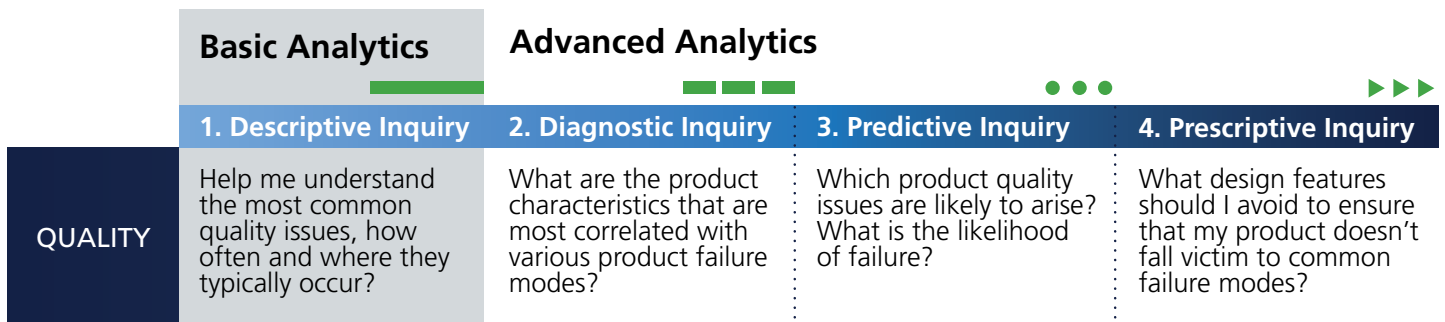 Basic Analytics
Advanced Analytics
1. Descriptive Inquiry
2. Diagnostic Inquiry
3. Predictive Inquiry
4. Prescriptive Inquiry
QUALITY
Help me understand
the most common
quality issues, how
often and where they
typically occur?
What are the product
characteristics that are
most correlated with
various product failure
modes?
Which product quality
issues are likely to arise?
What is the likelihood
of failure?
What design features
should I avoid to ensure
that my product doesn’t
fall victim to common
failure modes?